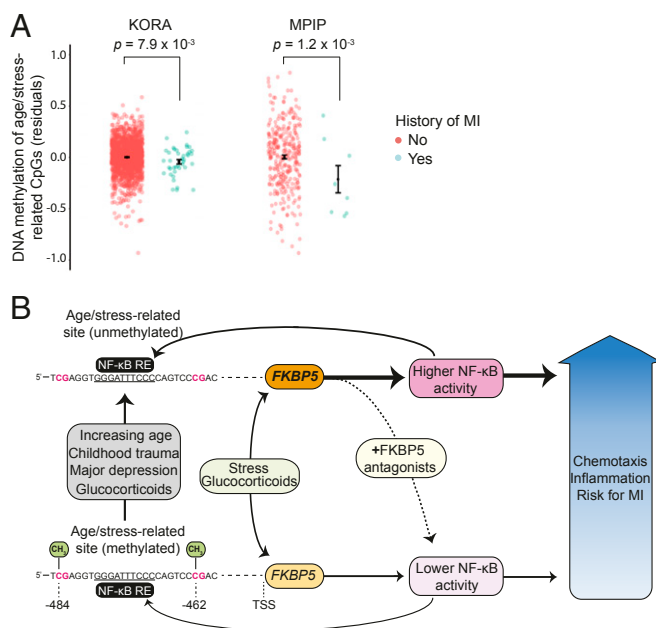 A
KORA
MPIP
p = 7.9 x 10⁻³
p = 1.2 x 10⁻³
DNA methylation of age/stress-
related CpGs (residuals)
1.0
0.5
0.0
-0.5
-1.0
History of MI
No
Yes
B
Age/stress-related
site (unmethylated)
NF-κB RE
5′– TCGAGGTGGGATTTCCCCAGTCCCGAC
FKBP5
Higher NF-κB
activity
Increasing age
Childhood trauma
Major depression
Glucocorticoids
Stress
Glucocorticoids
+FKBP5
antagonists
Chemotaxis
Inflammation
Risk for MI
Age/stress-related
site (methylated)
CH₃
CH₃
5′– TCGAGGTGGGATTTCCCCAGTCCCGAC
NF-κB RE
FKBP5
Lower NF-κB
activity
-484
-462
TSS